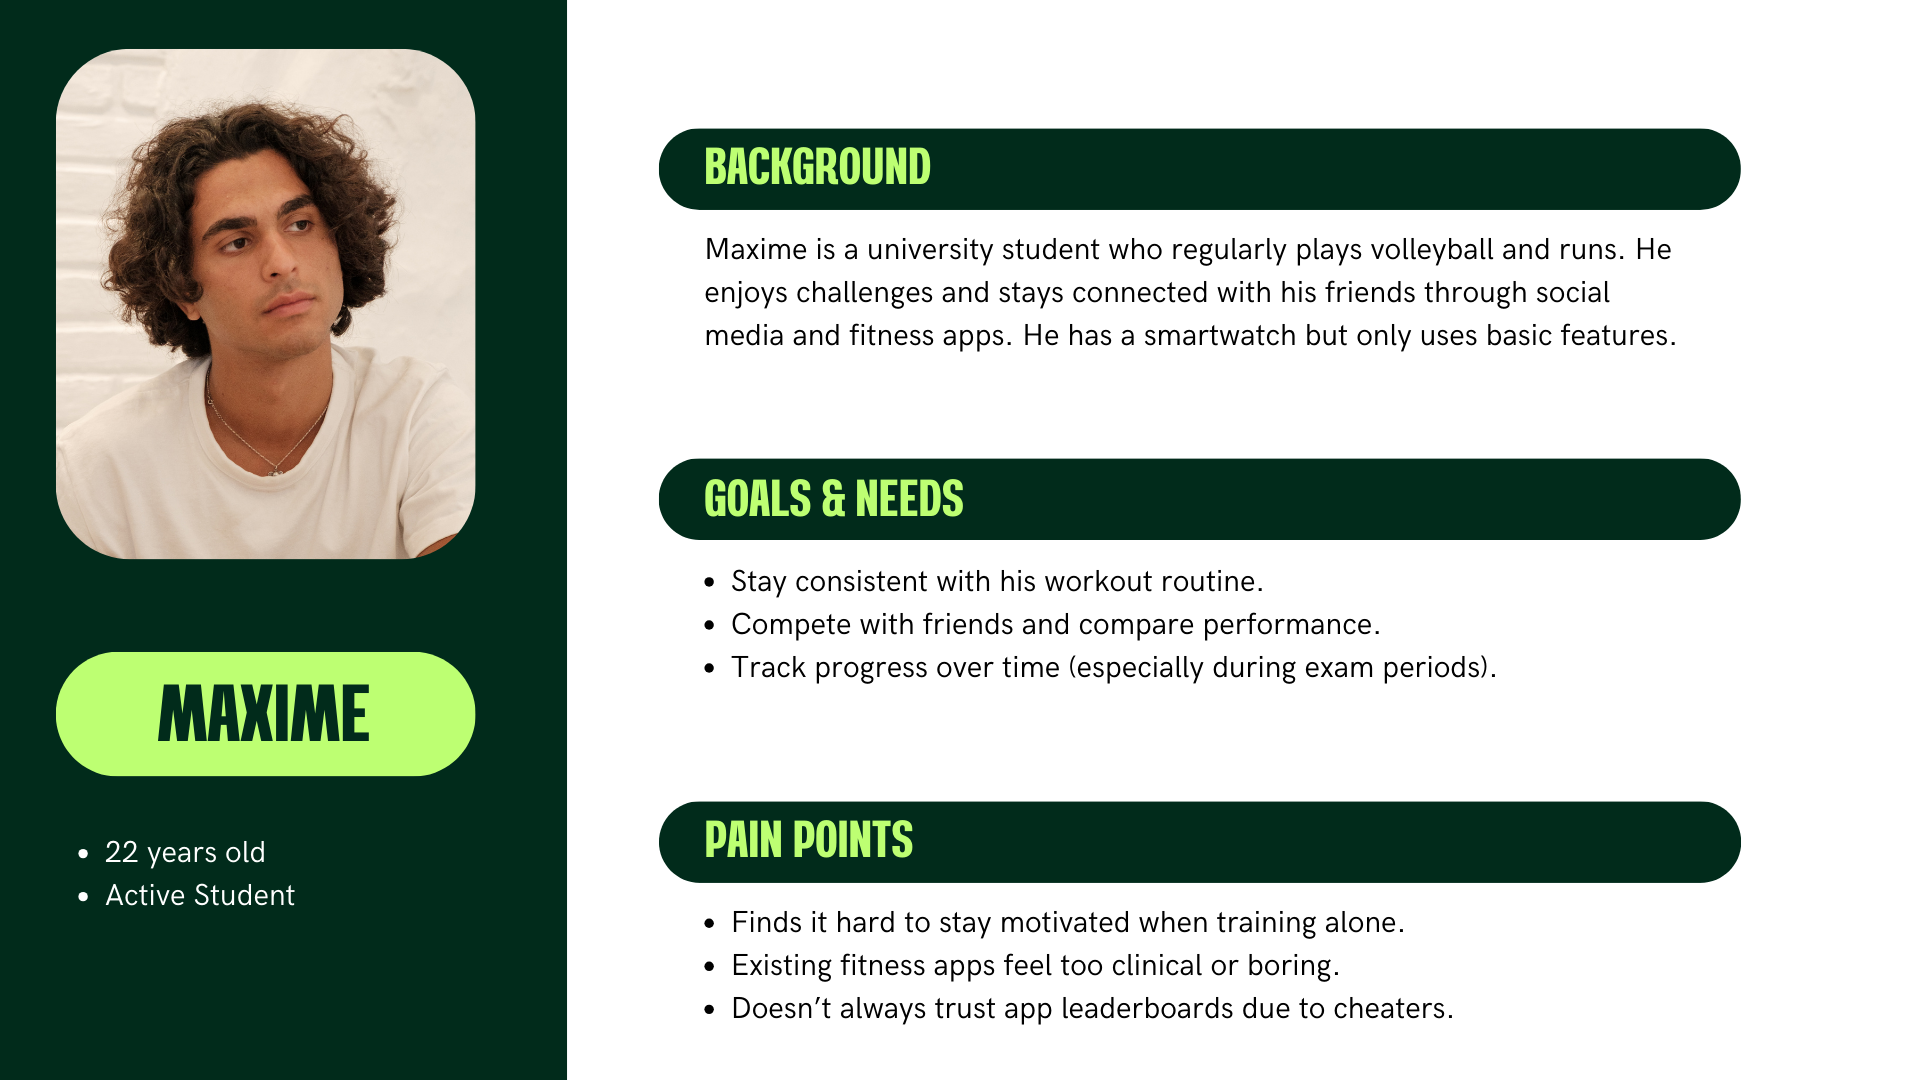 MAXIME
• 22 years old
• Active Student
BACKGROUND
Maxime is a university student who regularly plays volleyball and runs. He
enjoys challenges and stays connected with his friends through social
media and fitness apps. He has a smartwatch but only uses basic features.
GOALS & NEEDS
• Stay consistent with his workout routine.
• Compete with friends and compare performance.
• Track progress over time (especially during exam periods).
PAIN POINTS
• Finds it hard to stay motivated when training alone.
• Existing fitness apps feel too clinical or boring.
• Doesn’t always trust app leaderboards due to cheaters.